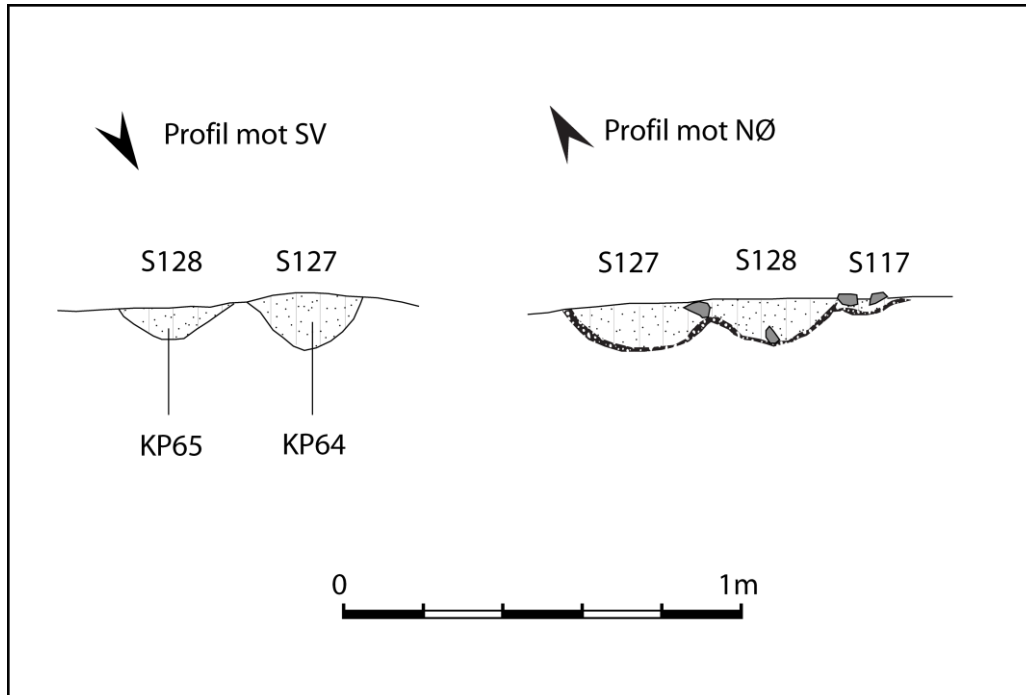 Profil mot SV
Profil mot NØ
S128
S127
S127
S128
S117
KP65
KP64
0
1m